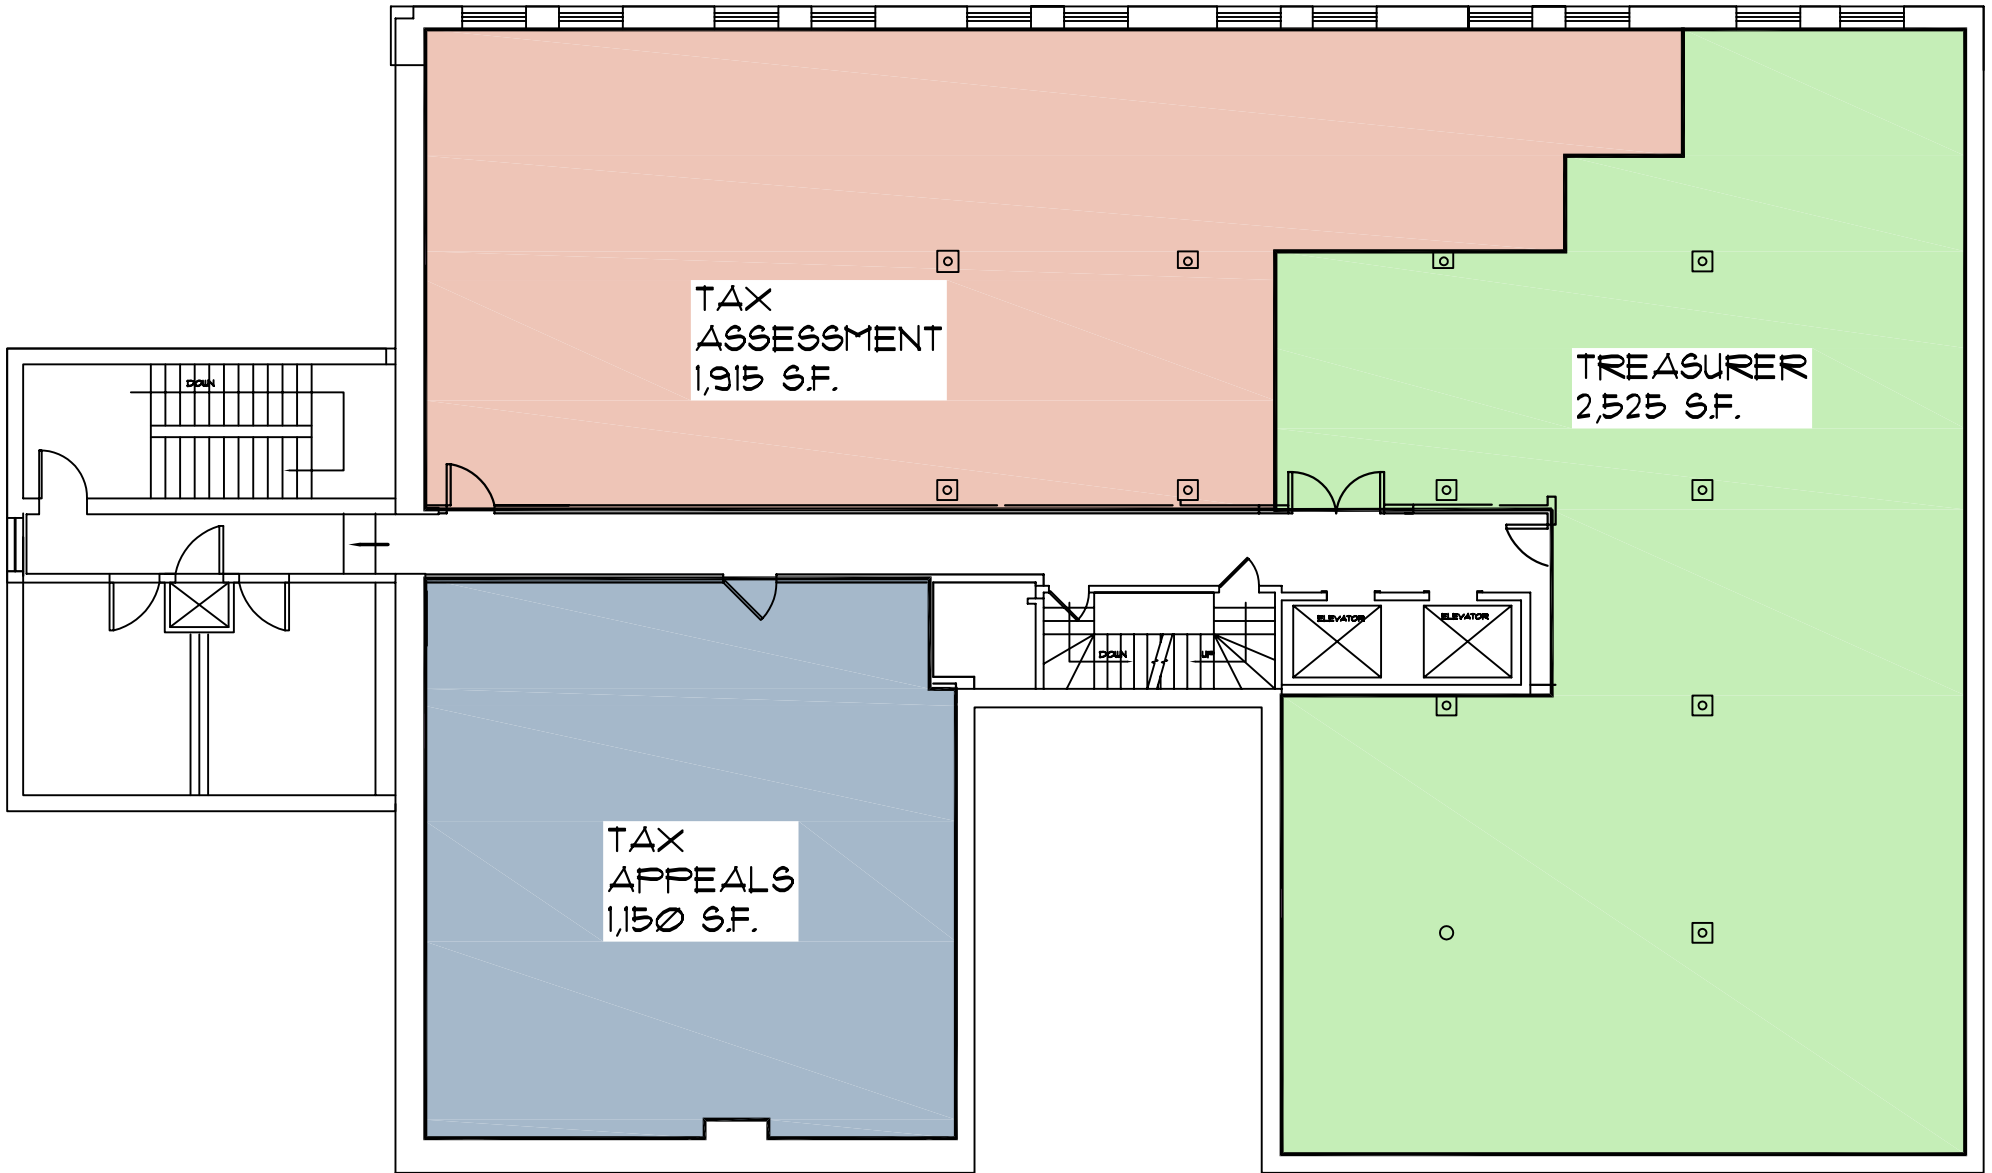 TAX
ASSESSMENT
1,915 S.F.
TREASURER
2,525 S.F.
DOWN
ELEVATOR
ELEVATOR
DOWN
UP
TAX
APPEALS
1,150 S.F.